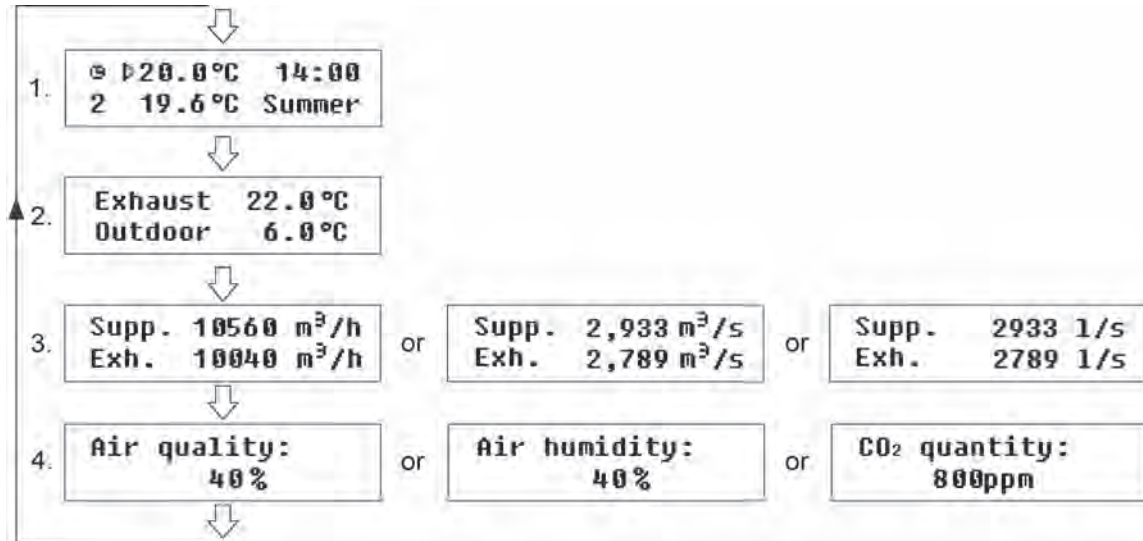 1.
◷ ▷20.0°C 14:00
2 19.6°C Summer
2.
Exhaust 22.0°C
Outdoor 6.0°C
3.
Supp. 10560 m³/h
Exh. 10040 m³/h
or
Supp. 2,933 m³/s
Exh. 2,789 m³/s
or
Supp. 2933 l/s
Exh. 2789 l/s
4.
Air quality:
40%
or
Air humidity:
40%
or
CO₂ quantity:
800ppm